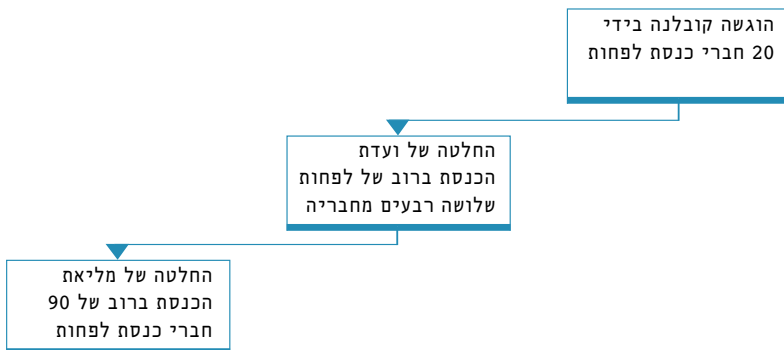 הוגשה קובלנה בידי
20 חברי כנסת לפחות
החלטה של ועדת
הכנסת ברוב של לפחות
שלושה רבעים מחבריה
החלטה של מליאת
הכנסת ברוב של 90
חברי כנסת לפחות